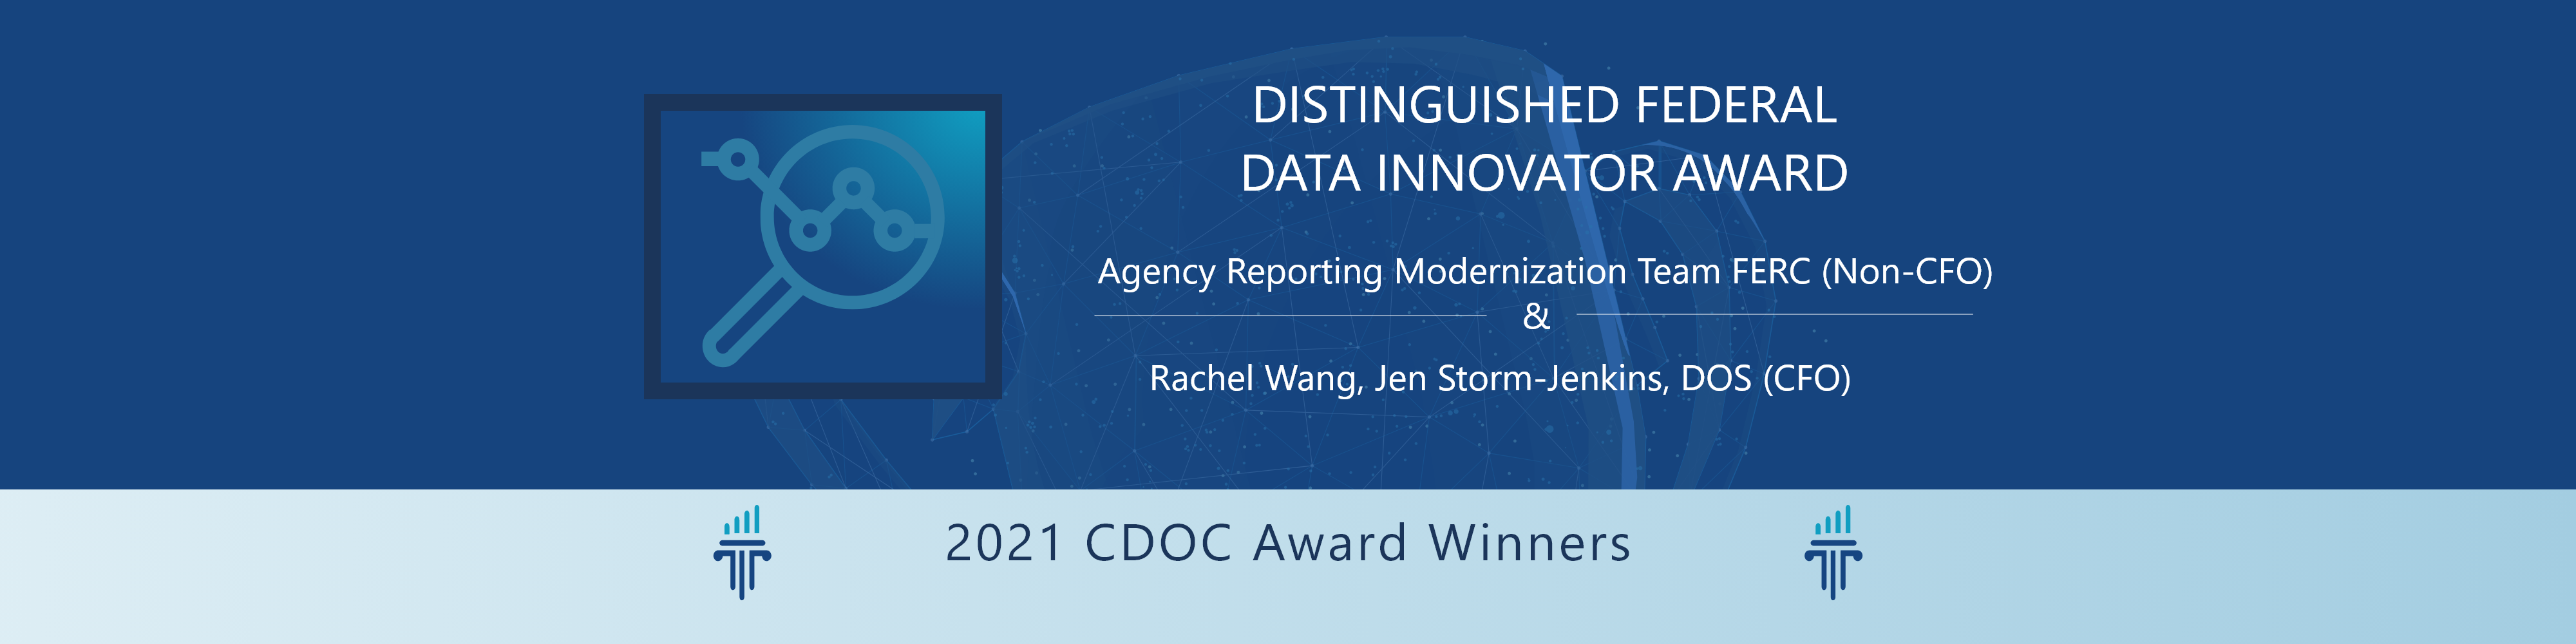 DISTINGUISHED FEDERAL
DATA INNOVATOR AWARD
Agency Reporting Modernization Team FERC (Non-CFO)
&
Rachel Wang, Jen Storm-Jenkins, DOS (CFO)
2021 CDOC Award Winners